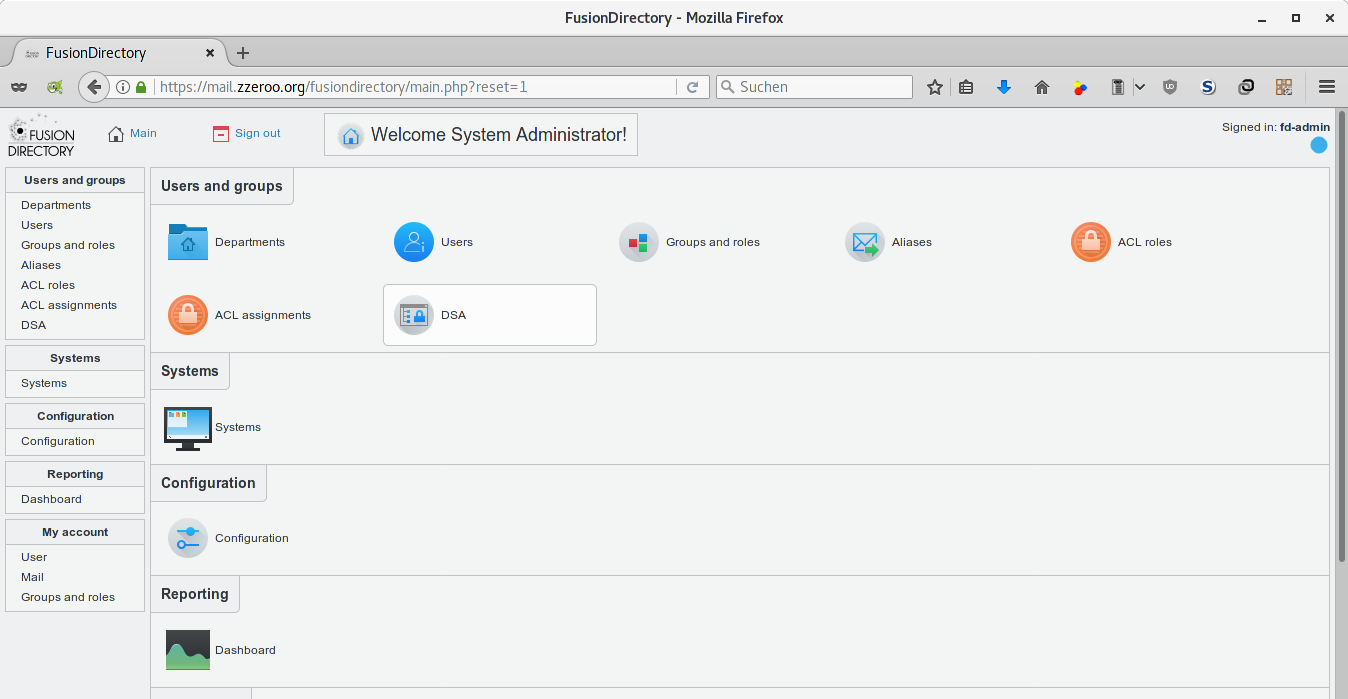 FusionDirectory - Mozilla Firefox
FusionDirectory
https://mail.zzeroo.org/fusiondirectory/main.php?reset=1
Suchen
FUSION
DIRECTORY
Main
Sign out
Welcome System Administrator!
Signed in: fd-admin
Users and groups
Departments
Users
Groups and roles
Aliases
ACL roles
ACL assignments
DSA
Systems
Systems
Configuration
Configuration
Reporting
Dashboard
My account
User
Mail
Groups and roles
Users and groups
Departments
Users
Groups and roles
Aliases
ACL roles
ACL assignments
DSA
Systems
Systems
Configuration
Configuration
Reporting
Dashboard